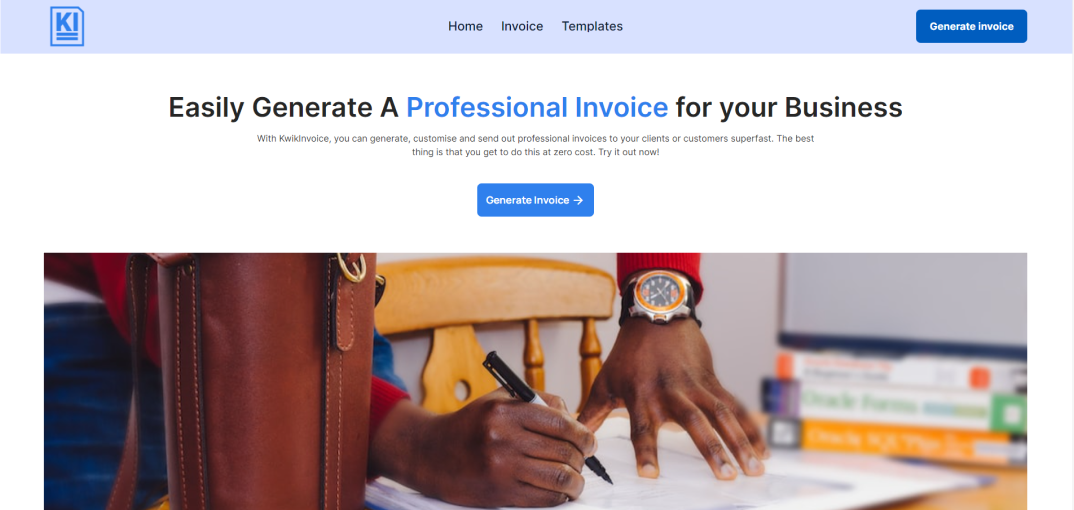 KI
Home Invoice Templates
Generate invoice
Easily Generate A Professional Invoice for your Business
With KwikInvoice, you can generate, customise and send out professional invoices to your clients or customers superfast. The best
thing is that you get to do this at zero cost. Try it out now!
Generate Invoice →
Oracle Forms